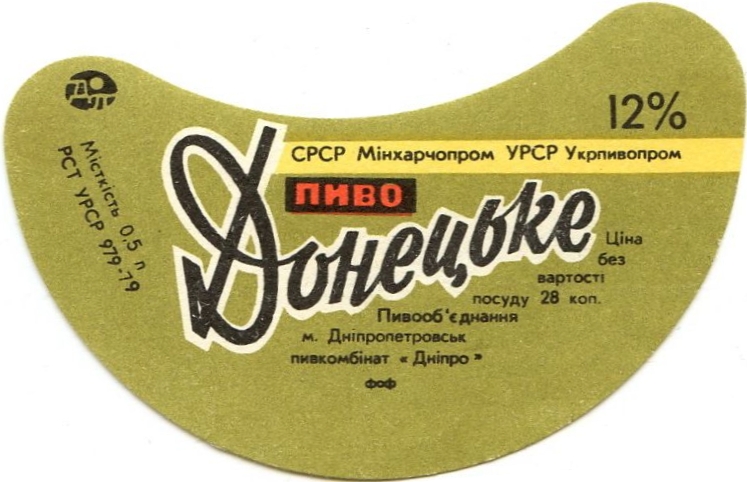 12%
СРСР Мінхарчопром УРСР Укрпивопром
ПИВО
Донецьке
Місткість 0,5 л
РСТ УРСР 979-79
Ціна
без
вартості
посуду 28 коп.
Пивооб'єднання
м. Дніпропетровськ
пивкомбінат « Дніпро »
фоф